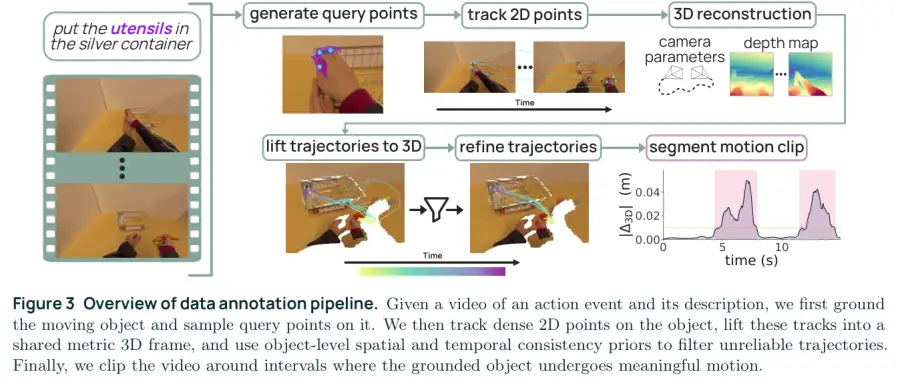 put the utensils in
the silver container
generate query points
track 2D points
3D reconstruction
camera
parameters
depth map
Time
lift trajectories to 3D
refine trajectories
segment motion clip
Time
|Δ3D| (m)
0.04
0.02
0.00
0
5
10
time (s)
Figure 3 Overview of data annotation pipeline. Given a video of an action event and its description, we first ground
the moving object and sample query points on it. We then track dense 2D points on the object, lift these tracks into a
shared metric 3D frame, and use object-level spatial and temporal consistency priors to filter unreliable trajectories.
Finally, we clip the video around intervals where the grounded object undergoes meaningful motion.